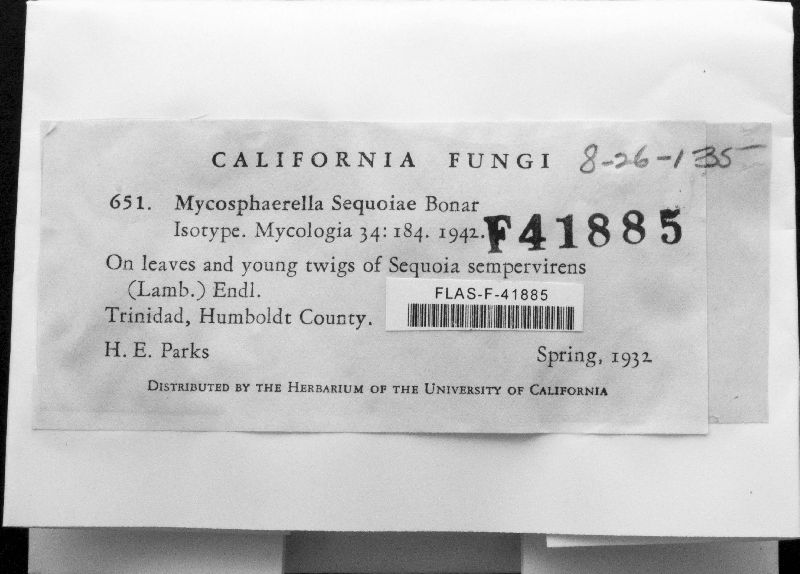 CALIFORNIA FUNGI 8-26-135
651. Mycosphaerella Sequoiae Bonar
Isotype. Mycologia 34: 184. 1942. F41885
On leaves and young twigs of Sequoia sempervirens
(Lamb.) Endl.
FLAS-F-41885
Trinidad, Humboldt County.
H. E. Parks Spring, 1932
DISTRIBUTED BY THE HERBARIUM OF THE UNIVERSITY OF CALIFORNIA